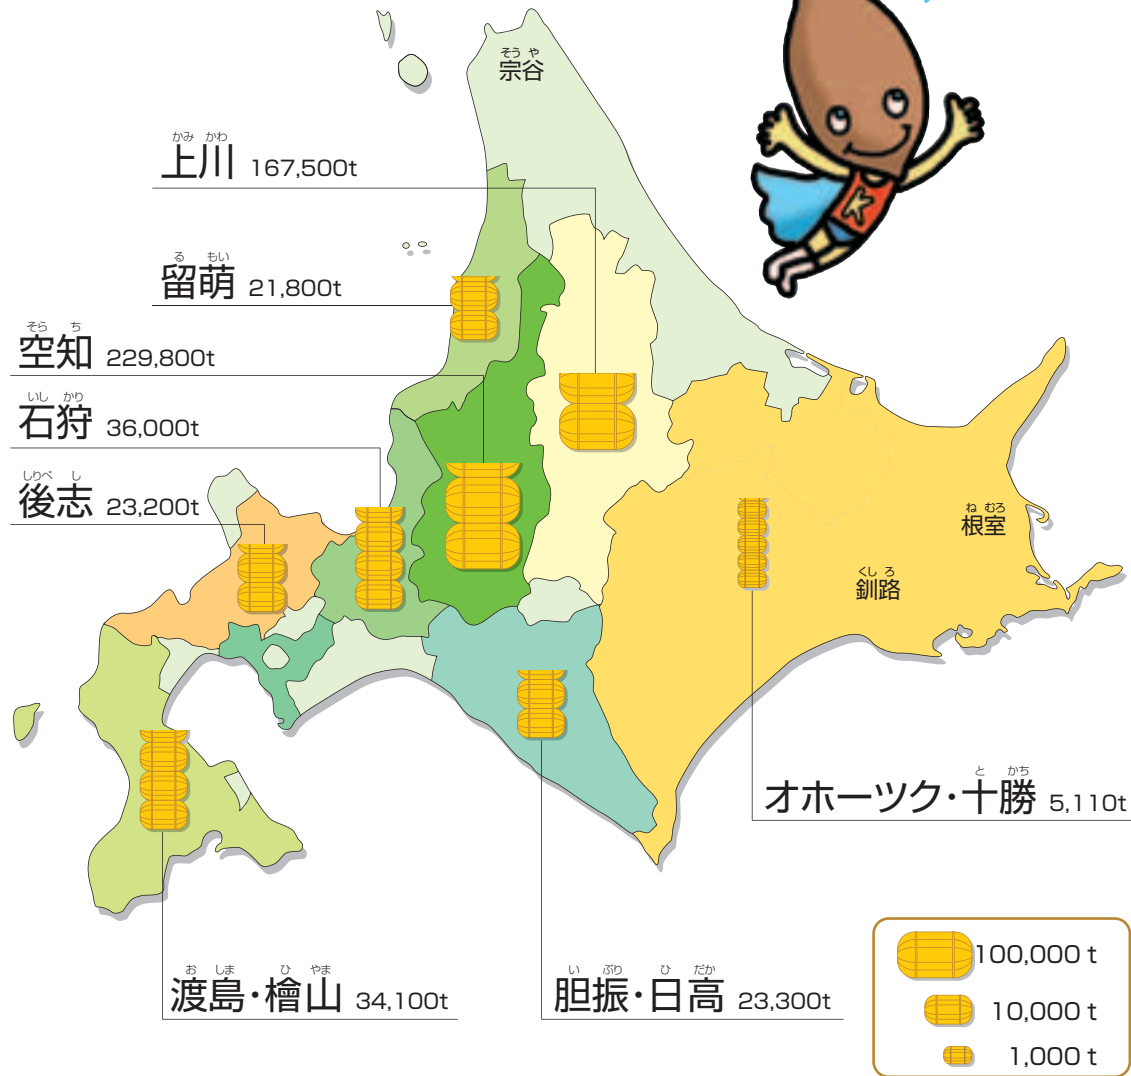 そうや
宗谷
かみ かわ
上川 167,500t
る もい
留萌 21,800t
そら ち
空知 229,800t
いし かり
石狩 36,000t
しりべ し
後志 23,200t
ね むろ
根室
くし ろ
釧路
と かち
オホーツク・十勝 5,110t
お しま ひ やま
渡島・檜山 34,100t
い ぶり ひ だか
胆振・日高 23,300t
K
100,000 t
10,000 t
1,000 t